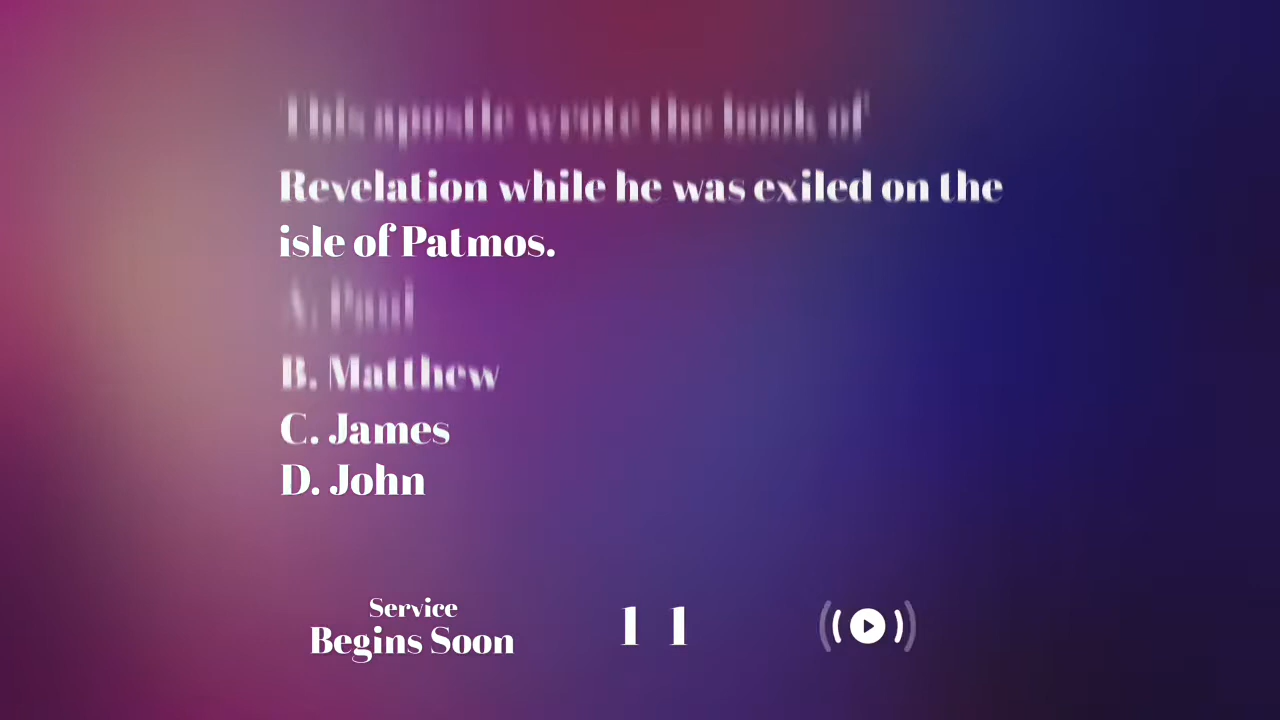 This apostle wrote the book of
Revelation while he was exiled on the
isle of Patmos.
A. Paul
B. Matthew
C. James
D. John
Service
Begins Soon
1 1